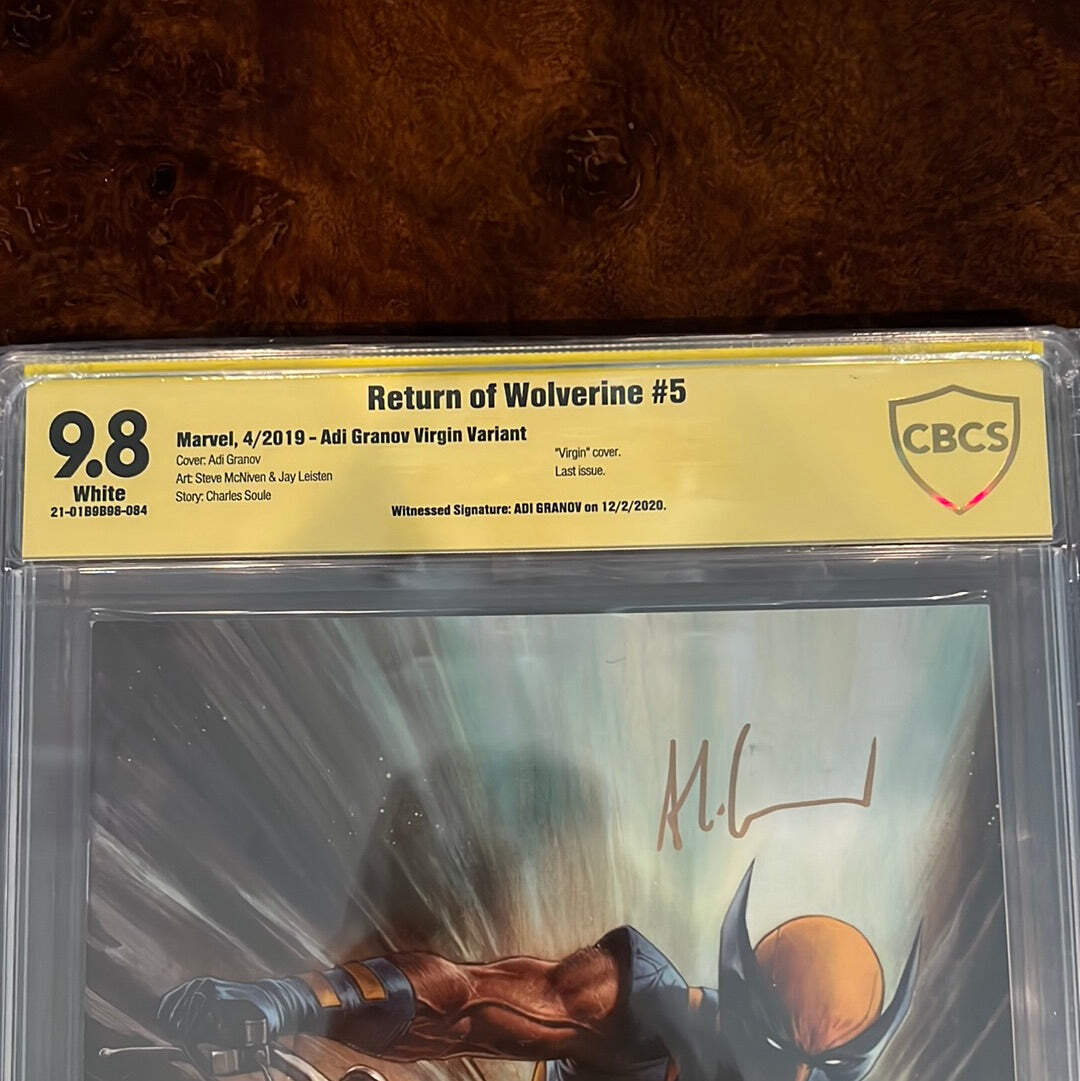 Return of Wolverine #5
9.8
White
21-01B9B98-084
Marvel, 4/2019 - Adi Granov Virgin Variant
Cover: Adi Granov
Art: Steve McNiven & Jay Leisten
Story: Charles Soule
"Virgin" cover.
Last issue.
Witnessed Signature: ADI GRANOV on 12/2/2020.
CBCS